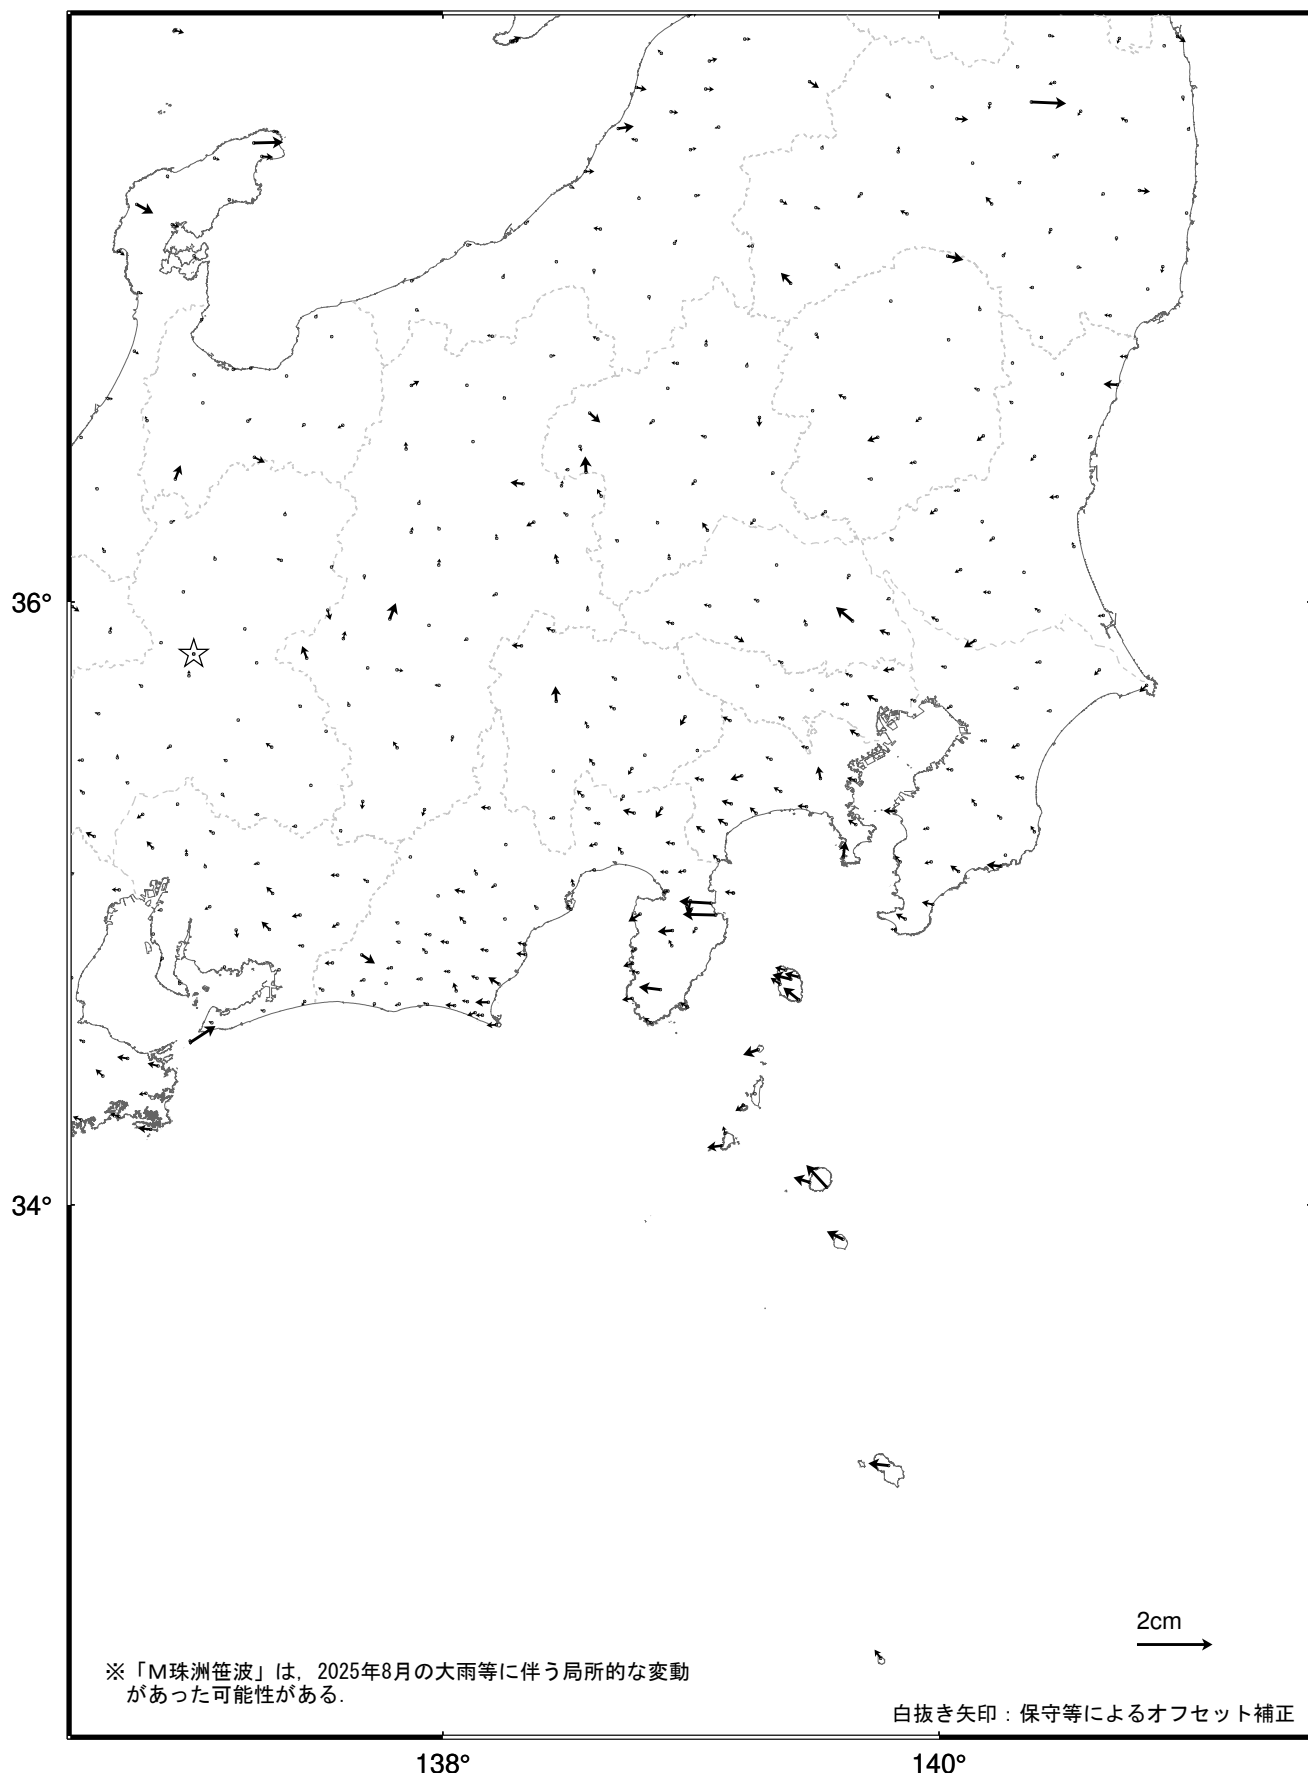 36°
34°
2cm
※「M珠洲笹波」は，2025年8月の大雨等に伴う局所的な変動
があった可能性がある．
白抜き矢印：保守等によるオフセット補正
138°
140°